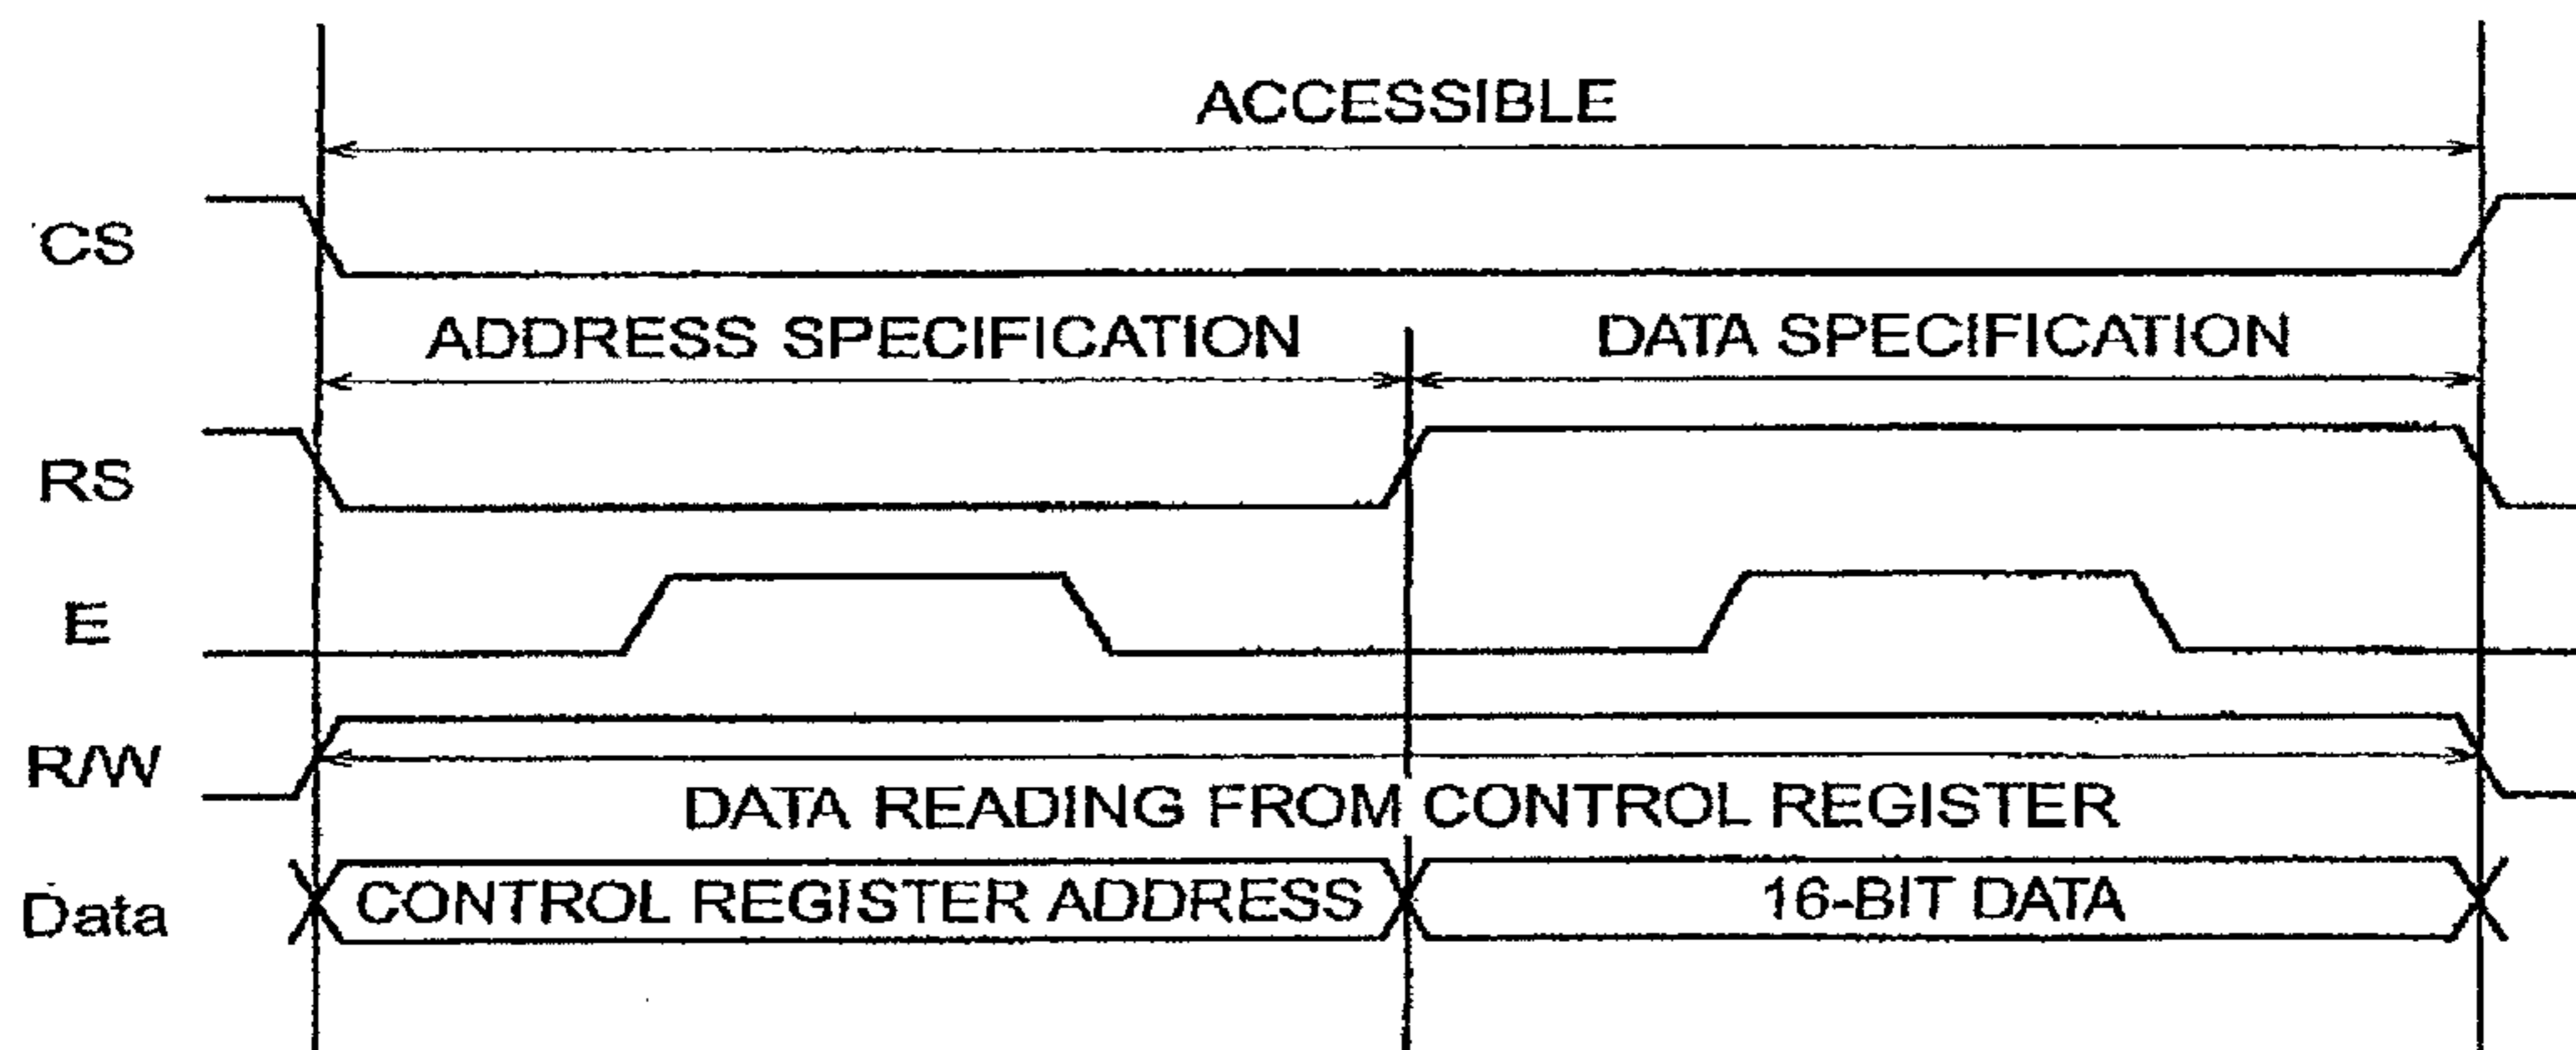 ACCESSIBLE
CS
ADDRESS SPECIFICATION DATA SPECIFICATION
RS
E
R/W
DATA READING FROM CONTROL REGISTER
Data CONTROL REGISTER ADDRESS 16-BIT DATA